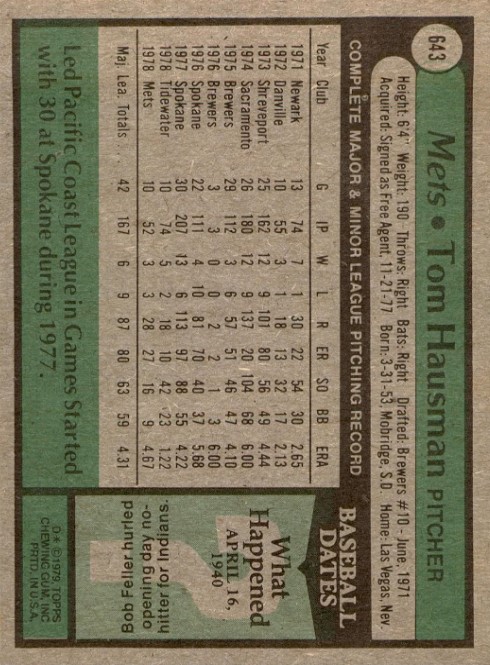 643
Mets • Tom Hausman PITCHER
Height: 6'4" Weight: 190 Throws: Right Bats: Right Drafted: Brewers #10 - June, 1971
Acquired: Signed as Free Agent, 11-21-77 Born: 3-31-53, Mobridge, S.D Home: Las Vegas, Nev.
COMPLETE MAJOR & MINOR LEAGUE PITCHING RECORD
Year Club G IP W L R ER SO BB ERA
1971 Newark 13 74 7 1 30 22 54 30 2.65
1972 Danville 10 55 3 1 18 13 32 17 2.13
1973 Shreveport 25 162 12 9 101 80 56 49 4.44
1974 Sacramento 26 180 12 9 137 20 104 68 6.00
1975 Brewers 29 112 3 6 57 51 46 47 4.10
1976 Brewers 3 3 0 0 2 2 1 3 6.00
1976 Spokane 22 111 4 10 81 70 40 37 5.68
1977 Spokane 30 207 13 6 113 97 88 55 4.22
1978 Tidewater 10 74 5 2 18 10 42 23 1.22
1978 Mets 10 52 3 3 28 27 16 9 4.67
Maj. Lea. Totals 42 167 6 9 87 80 63 59 4.31
Led Pacific Coast League in Games Started
with 30 at Spokane during 1977.
BASEBALL
DATES
What
Happened
APRIL 16,
1940
Bob Feller hurled
opening day no-
hitter for Indians.
D★ © 1979, TOPPS
CHEWING GUM, INC
PRTD. IN U.S.A.